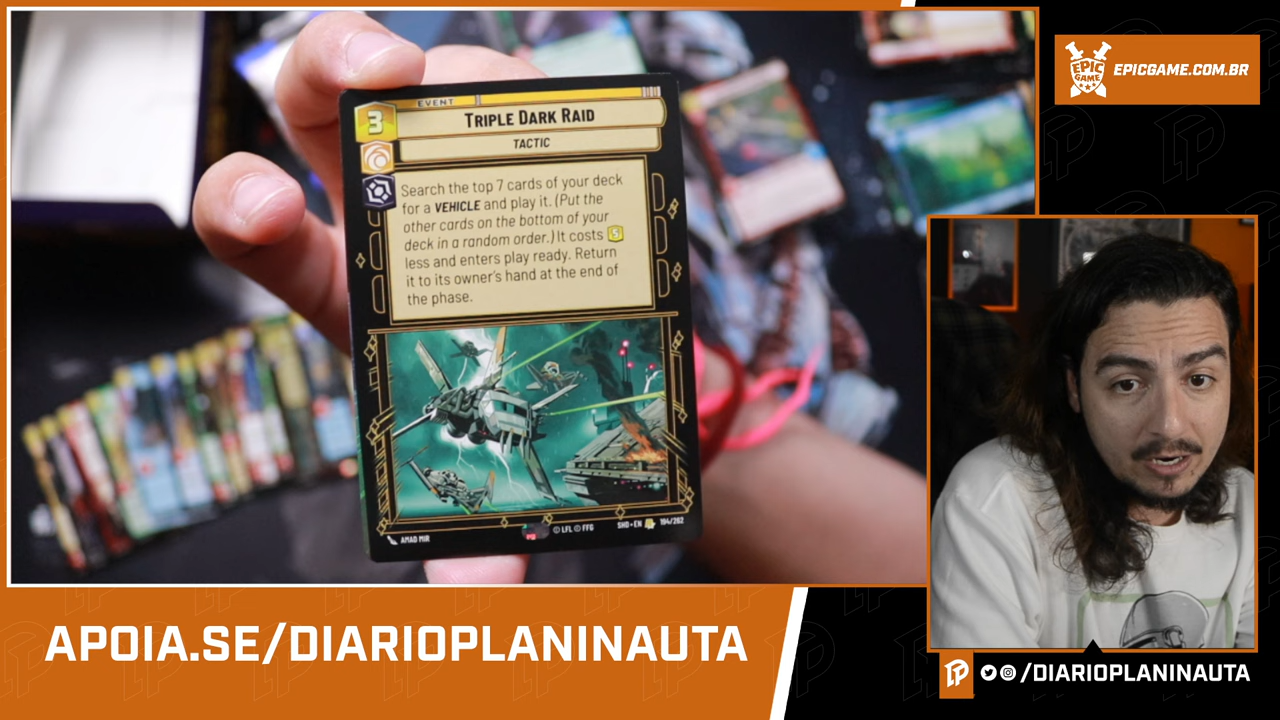 EVENT
3
TRIPLE DARK RAID
TACTIC
Search the top 7 cards of your deck
for a VEHICLE and play it. (Put the
other cards on the bottom of your
deck in a random order.) It costs 5
less and enters play ready. Return
it to its owner's hand at the end of
the phase.
AMAD MIR
© LFL © FFG
SHD • EN
194/262
EPIC
GAME
EPICGAME.COM.BR
APOIA.SE/DIARIOPLANINAUTA
/DIARIOPLANINAUTA